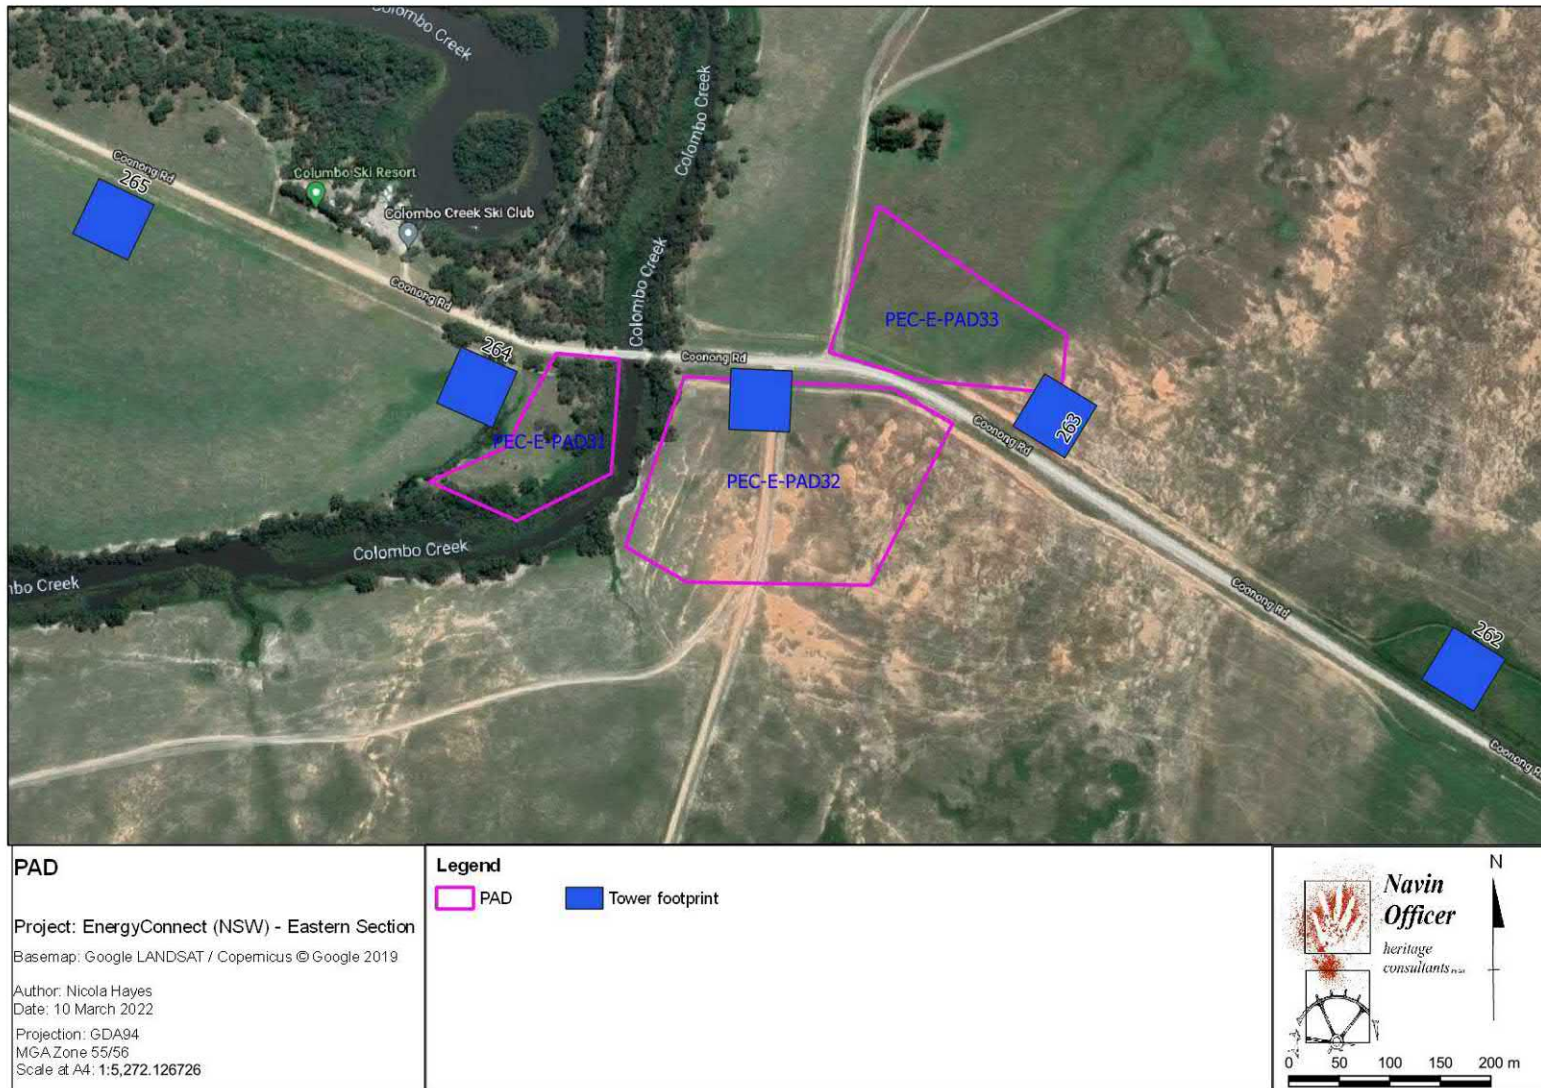 Colombo Creek
Colombo Creek
Coonong Rd
265
Columbo Ski Resort
Colombo Creek Ski Club
Coonong Rd
Colombo Creek
264
Coonong Rd
PEC-E-PAD33
PEC-E-PAD31
PEC-E-PAD32
263
Coonong Rd
Colombo Creek
mbo Creek
Coonong Rd
262
Coonong Rd
PAD
Project: EnergyConnect (NSW) - Eastern Section
Basemap: Google LANDSAT / Copernicus © Google 2019
Author: Nicola Hayes
Date: 10 March 2022
Projection: GDA94
MGA Zone 55/56
Scale at A4: 1:5,272.126726
Legend
PAD
Tower footprint
Navin
Officer
heritage
consultants
N
0 50 100 150 200 m